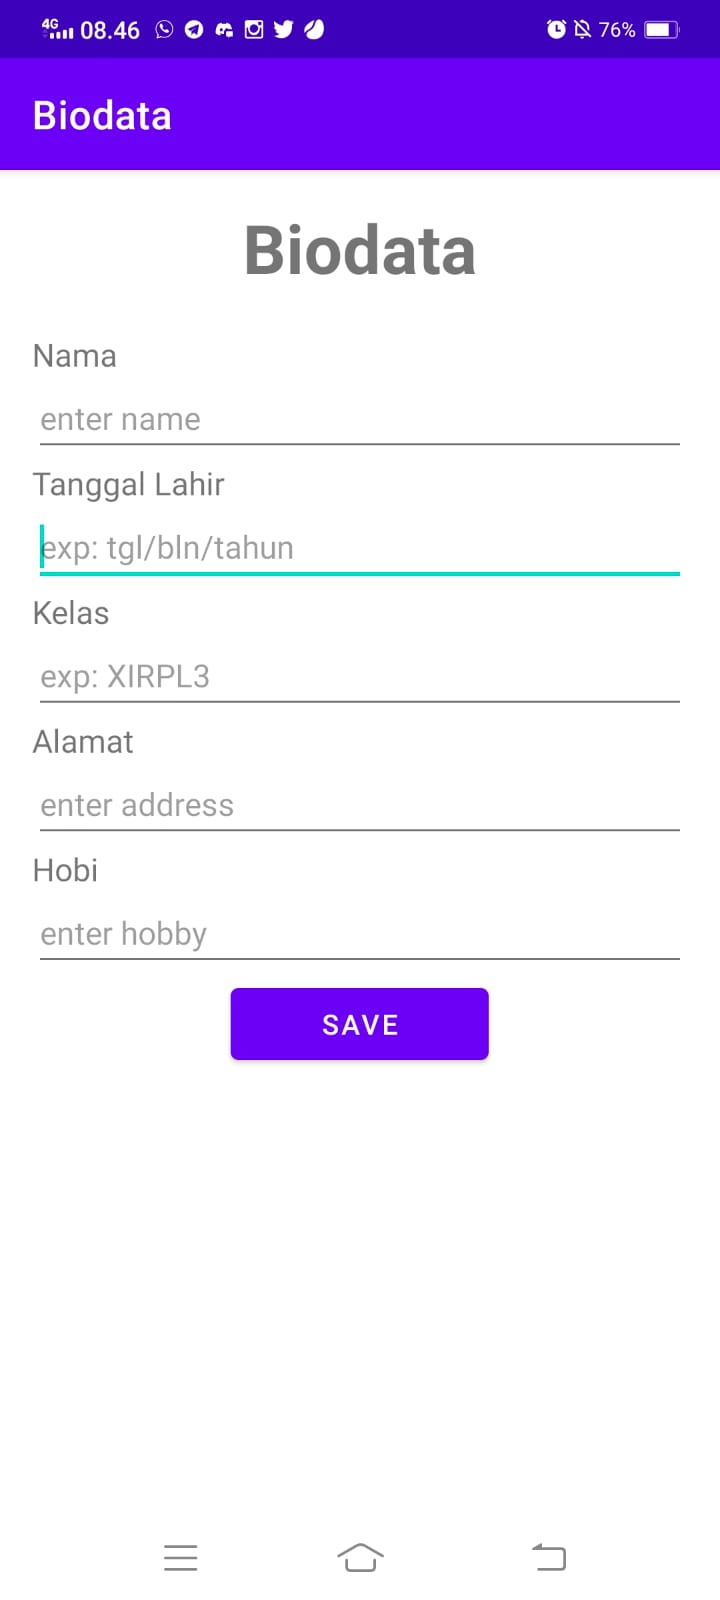 4G 08.46 76%
Biodata
Biodata
Nama
enter name
Tanggal Lahir
exp: tgl/bln/tahun
Kelas
exp: XIRPL3
Alamat
enter address
Hobi
enter hobby
SAVE